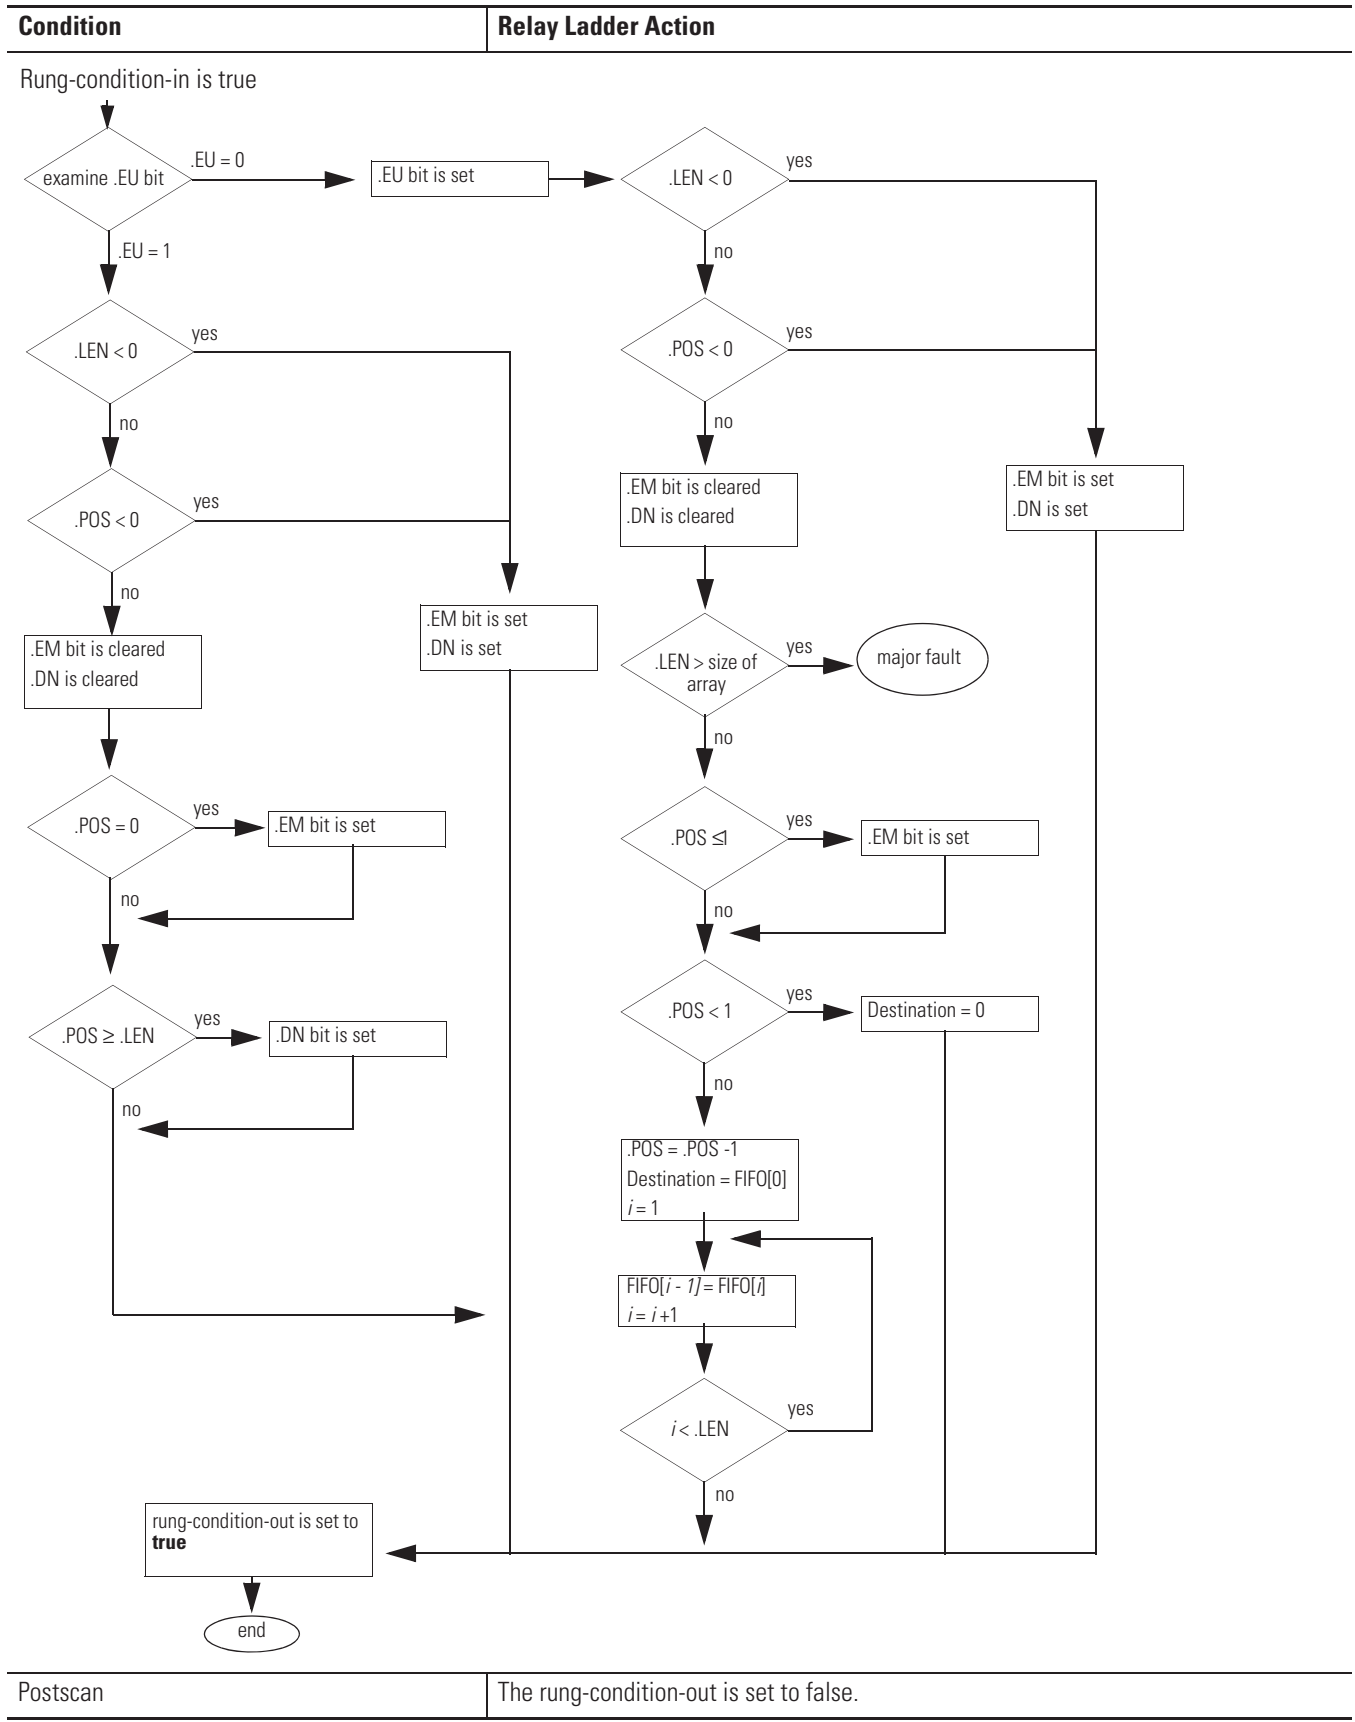 Condition
Relay Ladder Action
Rung-condition-in is true
examine .EU bit
.EU = 0
.EU bit is set
.EU = 1
.LEN < 0
yes
no
.POS < 0
yes
no
.EM bit is cleared
.DN is cleared
.EM bit is set
.DN is set
.POS = 0
yes
.EM bit is set
no
.POS ≥ .LEN
yes
.DN bit is set
no
.LEN < 0
yes
no
.POS < 0
yes
no
.EM bit is cleared
.DN is cleared
.EM bit is set
.DN is set
.LEN > size of
array
yes
major fault
no
.POS ≤1
yes
.EM bit is set
no
.POS < 1
yes
Destination = 0
no
.POS = .POS -1
Destination = FIFO[0]
i = 1
FIFO[i - 1] = FIFO[i]
i = i +1
i < .LEN
yes
no
rung-condition-out is set to
true
end
Postscan
The rung-condition-out is set to false.